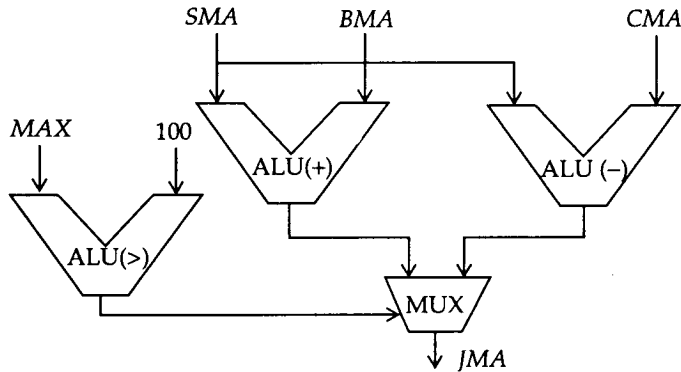 SMA BMA CMA
MAX 100
ALU(+) ALU (–)
ALU(>)
MUX
JMA